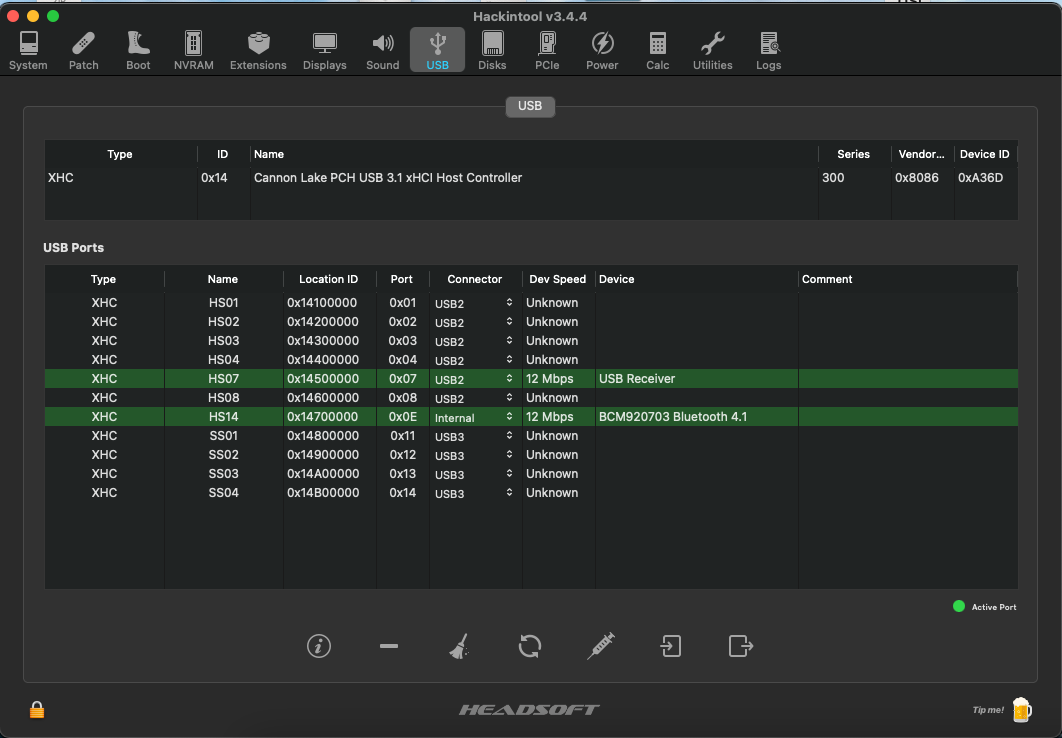 Hackintool v3.4.4
System Patch Boot NVRAM Extensions Displays Sound USB Disks PCIe Power Calc Utilities Logs
USB
Type ID Name Series Vendor... Device ID
XHC 0x14 Cannon Lake PCH USB 3.1 xHCI Host Controller 300 0x8086 0xA36D
USB Ports
Type Name Location ID Port Connector Dev Speed Device Comment
XHC HS01 0x14100000 0x01 USB2 Unknown
XHC HS02 0x14200000 0x02 USB2 Unknown
XHC HS03 0x14300000 0x03 USB2 Unknown
XHC HS04 0x14400000 0x04 USB2 Unknown
XHC HS07 0x14500000 0x07 USB2 12 Mbps USB Receiver
XHC HS08 0x14600000 0x08 USB2 Unknown
XHC HS14 0x14700000 0x0E Internal 12 Mbps BCM920703 Bluetooth 4.1
XHC SS01 0x14800000 0x11 USB3 Unknown
XHC SS02 0x14900000 0x12 USB3 Unknown
XHC SS03 0x14A00000 0x13 USB3 Unknown
XHC SS04 0x14B00000 0x14 USB3 Unknown
Active Port
HEADSOFT
Tip me!